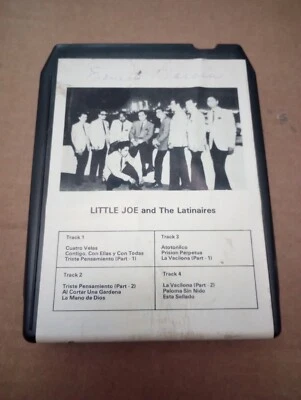 LITTLE JOE and The Latinaires
Track 1
Cuatro Velas
Contigo, Con Ellas y Con Todas
Triste Pensamiento (Part - 1)
Track 2
Triste Pensamiento (Part - 2)
Al Cortar Una Gardena
La Mano de Dios
Track 3
Atotonilco
Prision Perpetua
La Vacilona (Part - 1)
Track 4
La Vacilona (Part - 2)
Paloma Sin Nido
Esta Sellado